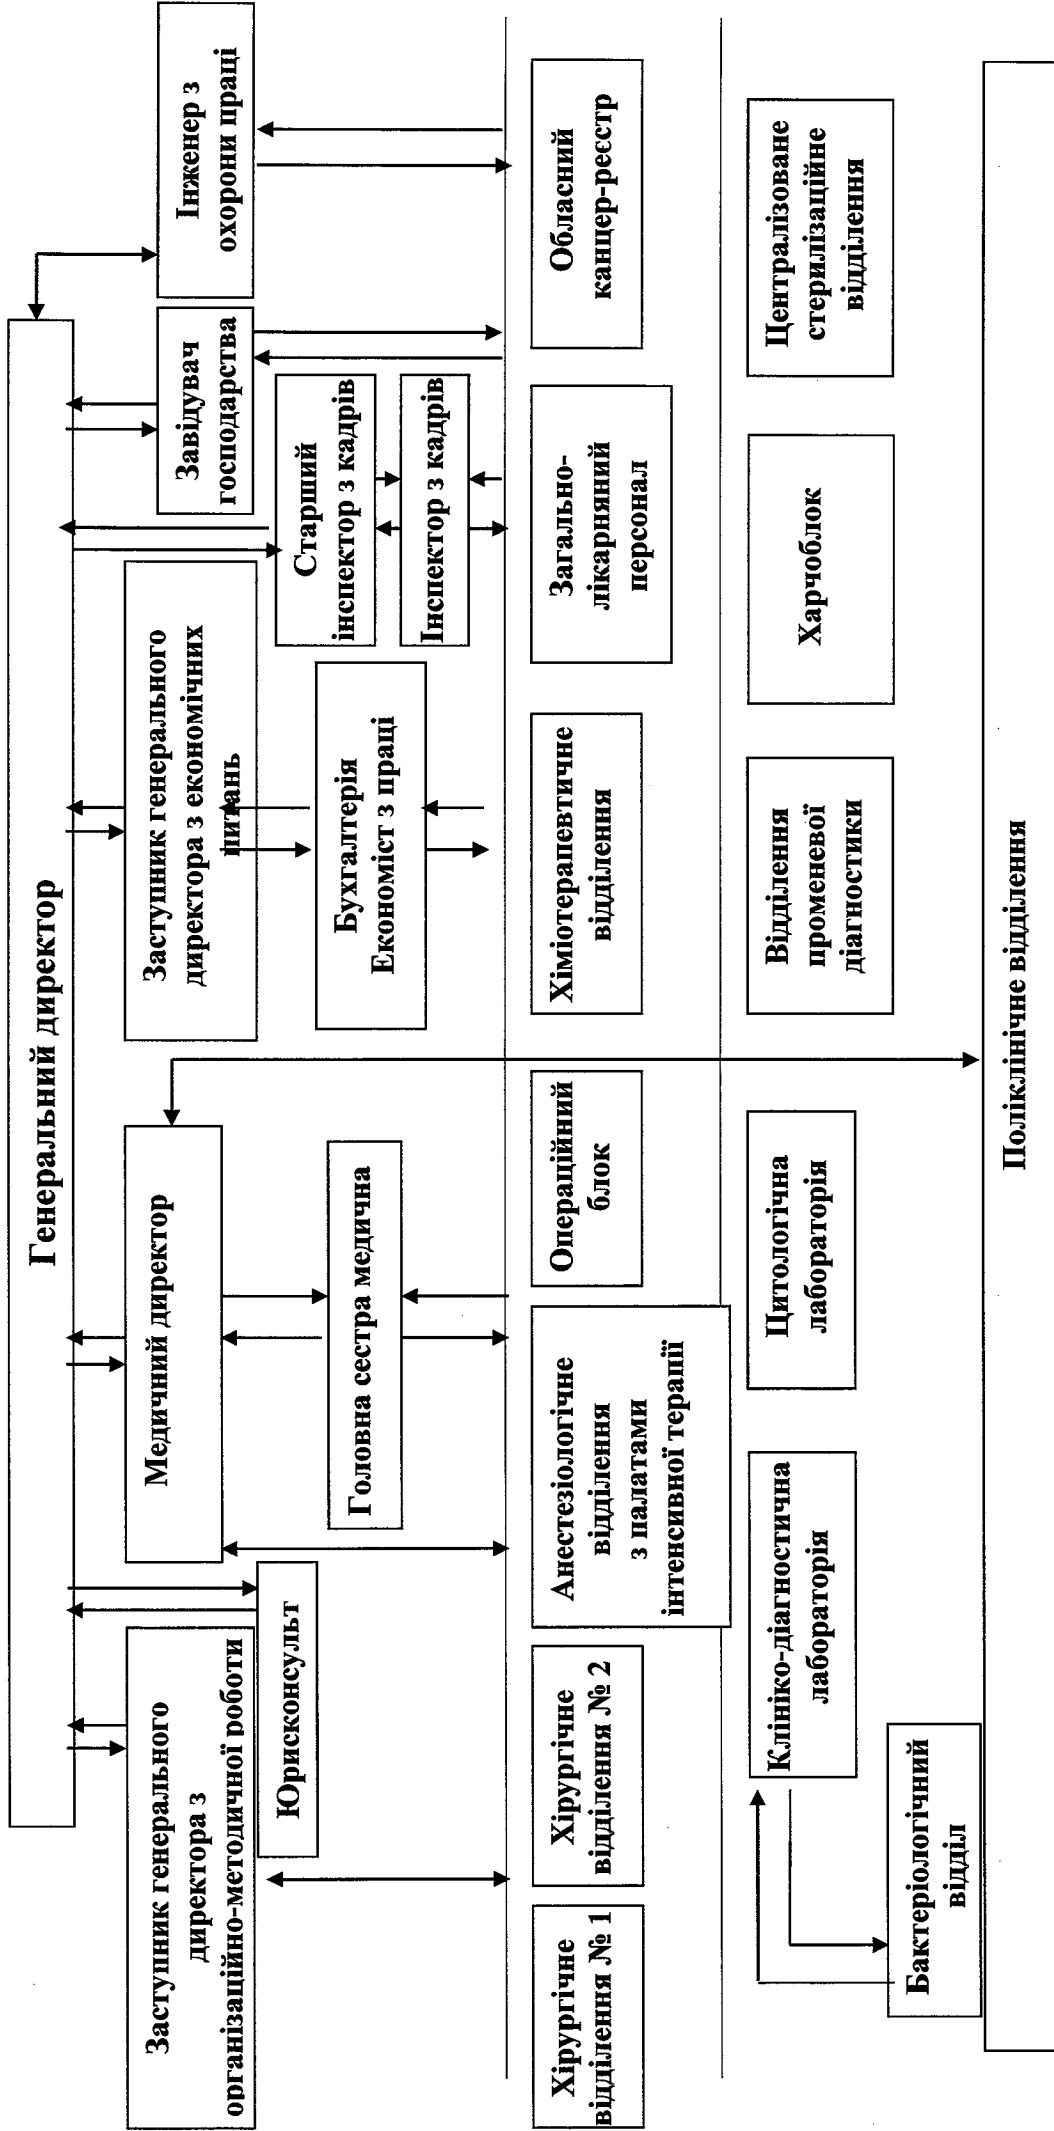 Генеральний директор
Заступник генерального
директора з
організаційно-методичної роботи
Юрисконсульт
Медичний директор
Головна сестра медична
Заступник генерального
директора з економічних
питань
Бухгалтерія
Економіст з праці
Старший
інспектор з кадрів
Інспектор з кадрів
Завідувач
господарства
Інженер з
охорони праці
Хірургічне
відділення № 1
Хірургічне
відділення № 2
Анестезіологічне
відділення
з палатами
інтенсивної терапії
Операційний
блок
Хіміотерапевтичне
відділення
Загально-
лікарняний
персонал
Обласний
канцер-реєстр
Бактеріологічний
відділ
Клініко-діагностична
лабораторія
Цитологічна
лабораторія
Відділення
променевої
діагностики
Харчоблок
Централізоване
стерилізаційне
відділення
Поліклінічне відділення